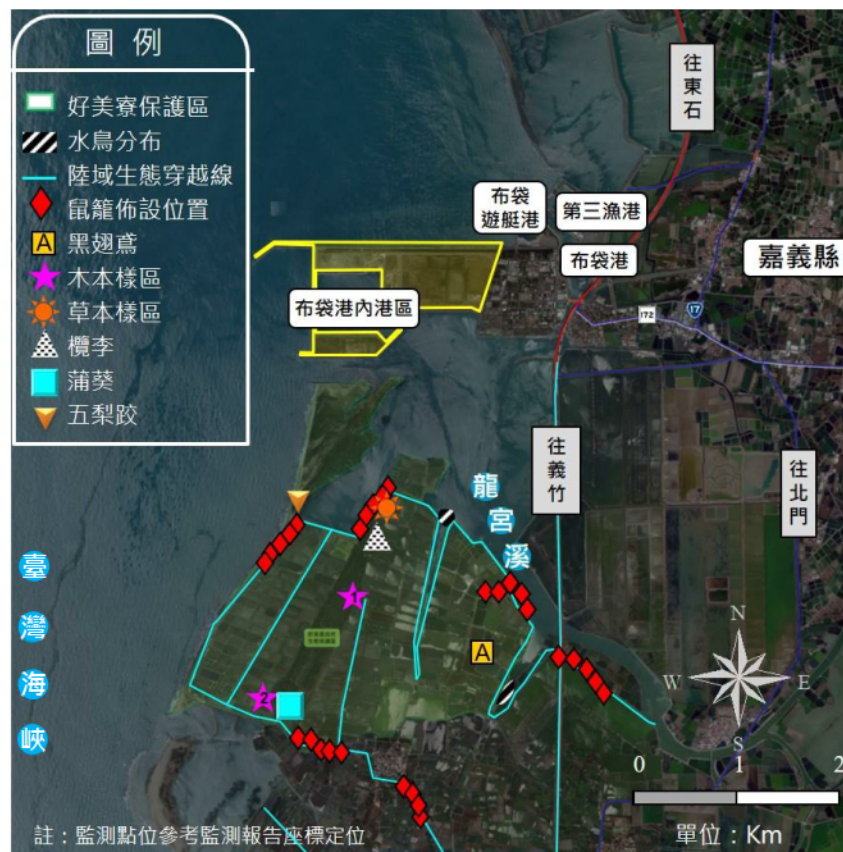 圖 例
好美寮保護區
水鳥分布
陸域生態穿越線
鼠籠佈設位置
A
黑翅鳶
木本樣區
草本樣區
欖李
蒲葵
五梨跤
往東石
布袋
遊艇港
第三漁港
布袋港
嘉義縣
布袋港內港區
172
17
往義竹
往北門
龍宮溪
臺灣海峽
1
2
A
N
W
E
S
0
1
2
註：監測點位參考監測報告座標定位
單位：Km